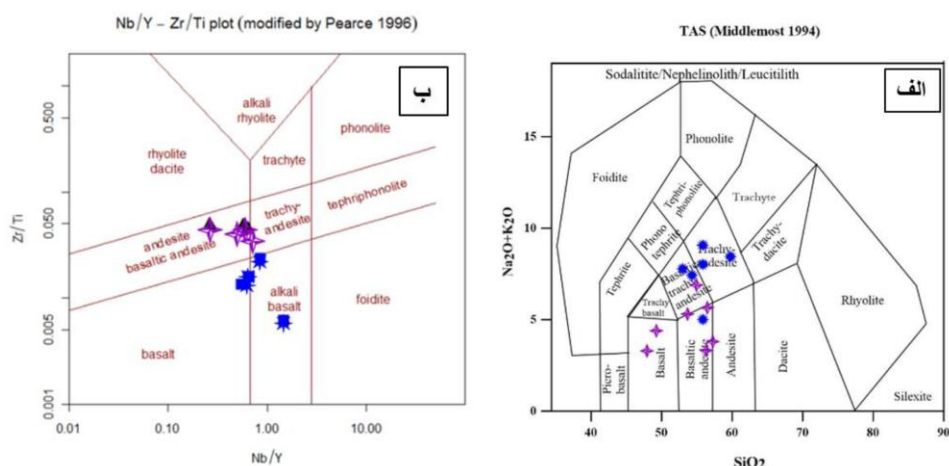 Nb/Y – Zr/Ti plot (modified by Pearce 1996)
ب
alkali
rhyolite
phonolite
rhyolite
dacite
trachyte
tephriphonolite
trachy-
andesite
andesite
basaltic andesite
alkali
basalt
foidite
basalt
Zr/Ti
0.500
0.050
0.005
0.001
0.01
0.10
1.00
10.00
Nb/Y
TAS (Middlemost 1994)
الف
Sodalitite/Nephelinolith/Leucitilith
Phonolite
Foidite
Tephri-
phonolite
Trachyte
Phono
tephrite
Trachy-
dacite
Tephrite
Trachy-
andesite
Basaltic
trachy
andesite
Trachy
basalt
Rhyolite
Picro-
basalt
Basalt
Basaltic
andesite
Andesite
Dacite
Silexite
Na2O+K2O
15
10
5
0
40
50
60
70
80
90
SiO2